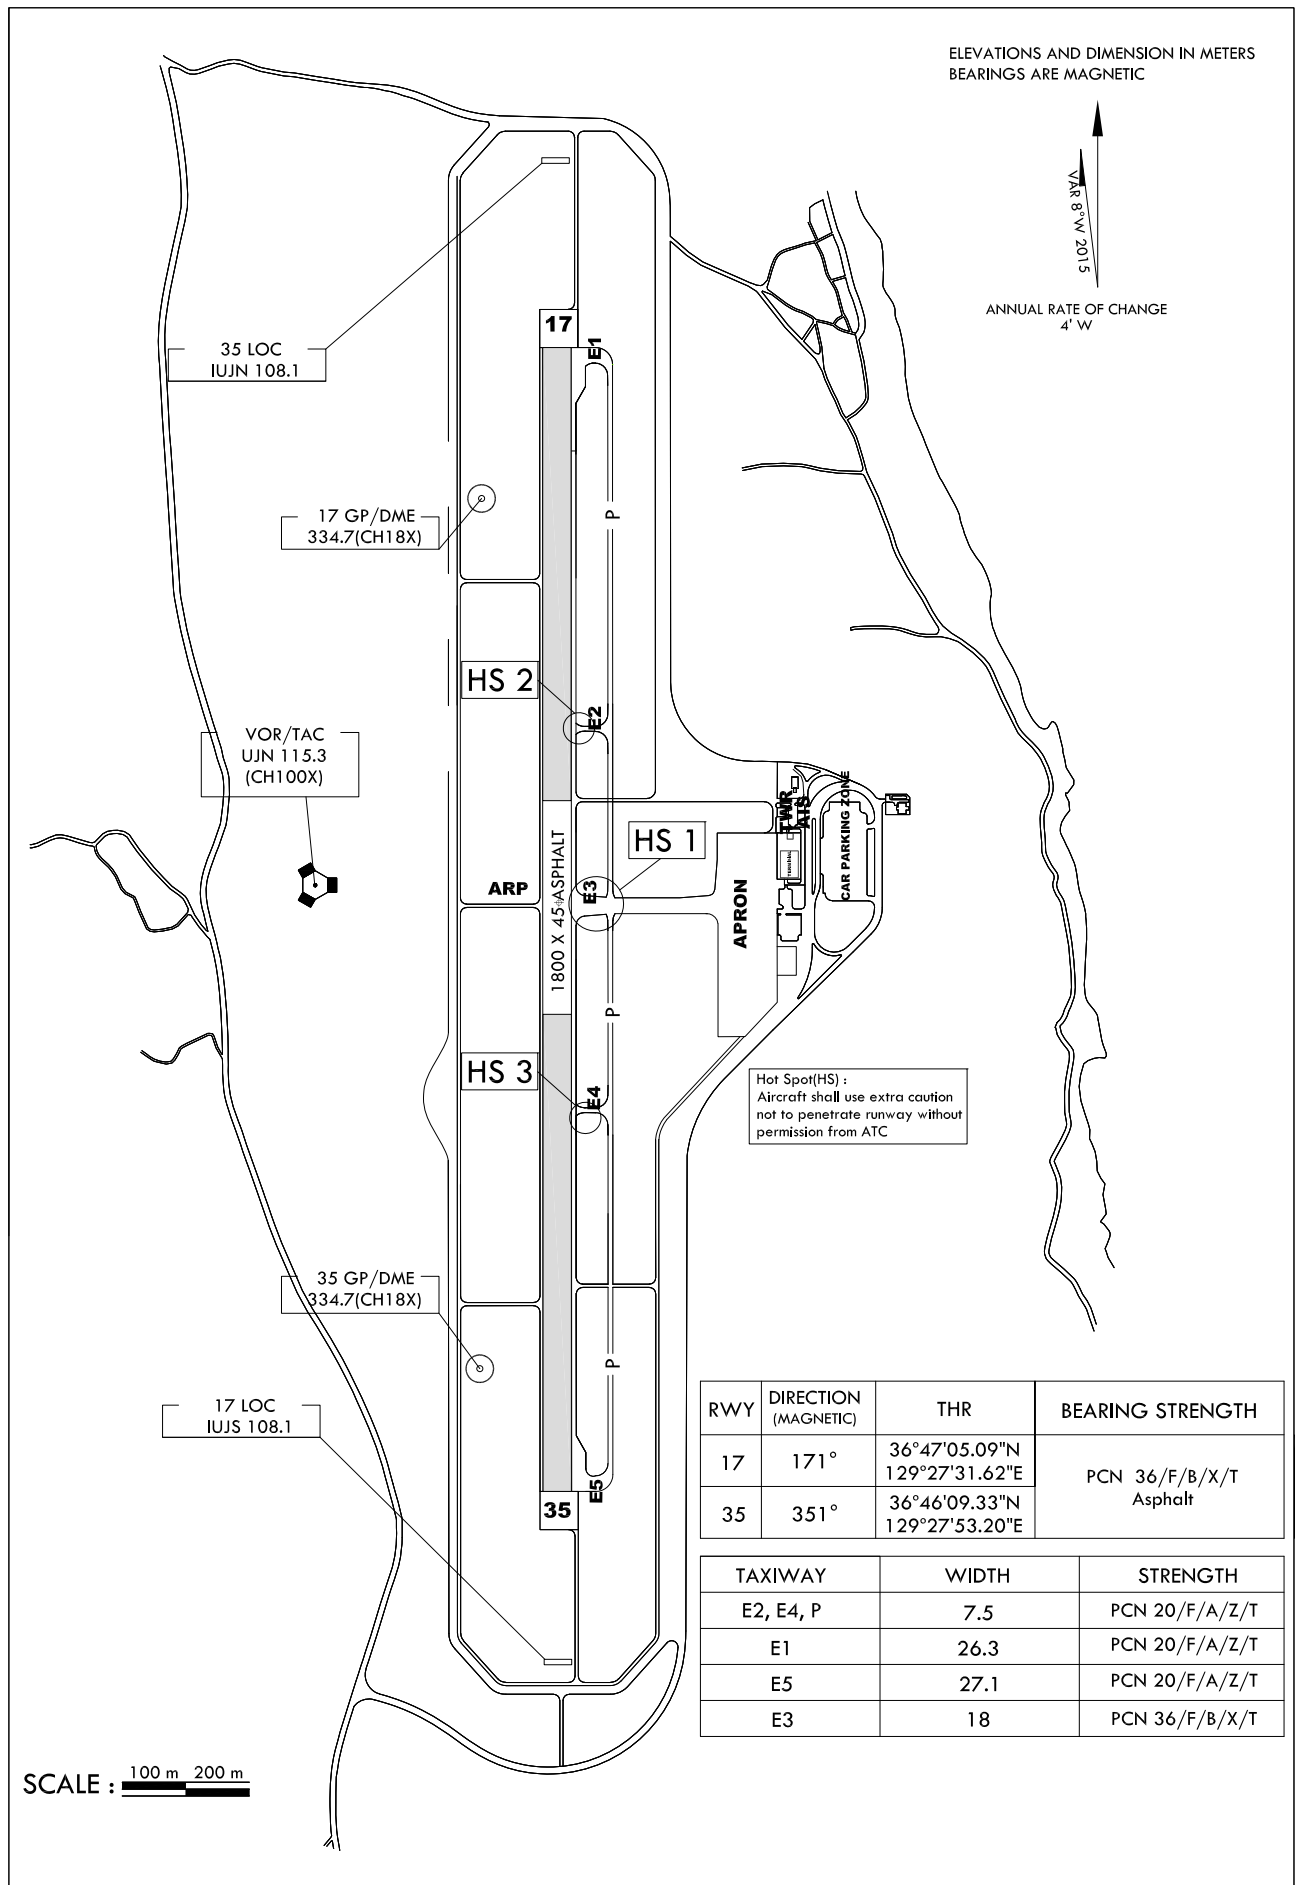 ELEVATIONS AND DIMENSION IN METERS
BEARINGS ARE MAGNETIC
VAR 8°W 2015
ANNUAL RATE OF CHANGE
4' W
17
E1
35 LOC
IUJN 108.1
17 GP/DME
334.7(CH18X)
P
HS 2
E2
VOR/TAC
UJN 115.3
(CH100X)
TWR
AIS
CAR PARKING ZONE
HS 1
1800 X 45 ASPHALT
ARP
E3
APRON
P
HS 3
E4
Hot Spot(HS) :
Aircraft shall use extra caution
not to penetrate runway without
permission from ATC
35 GP/DME
334.7(CH18X)
P
17 LOC
IUJS 108.1
E5
35
RWY DIRECTION (MAGNETIC) THR BEARING STRENGTH
17 171° 36°47'05.09"N 129°27'31.62"E PCN 36/F/B/X/T Asphalt
35 351° 36°46'09.33"N 129°27'53.20"E
TAXIWAY WIDTH STRENGTH
E2, E4, P 7.5 PCN 20/F/A/Z/T
E1 26.3 PCN 20/F/A/Z/T
E5 27.1 PCN 20/F/A/Z/T
E3 18 PCN 36/F/B/X/T
SCALE : 100 m 200 m